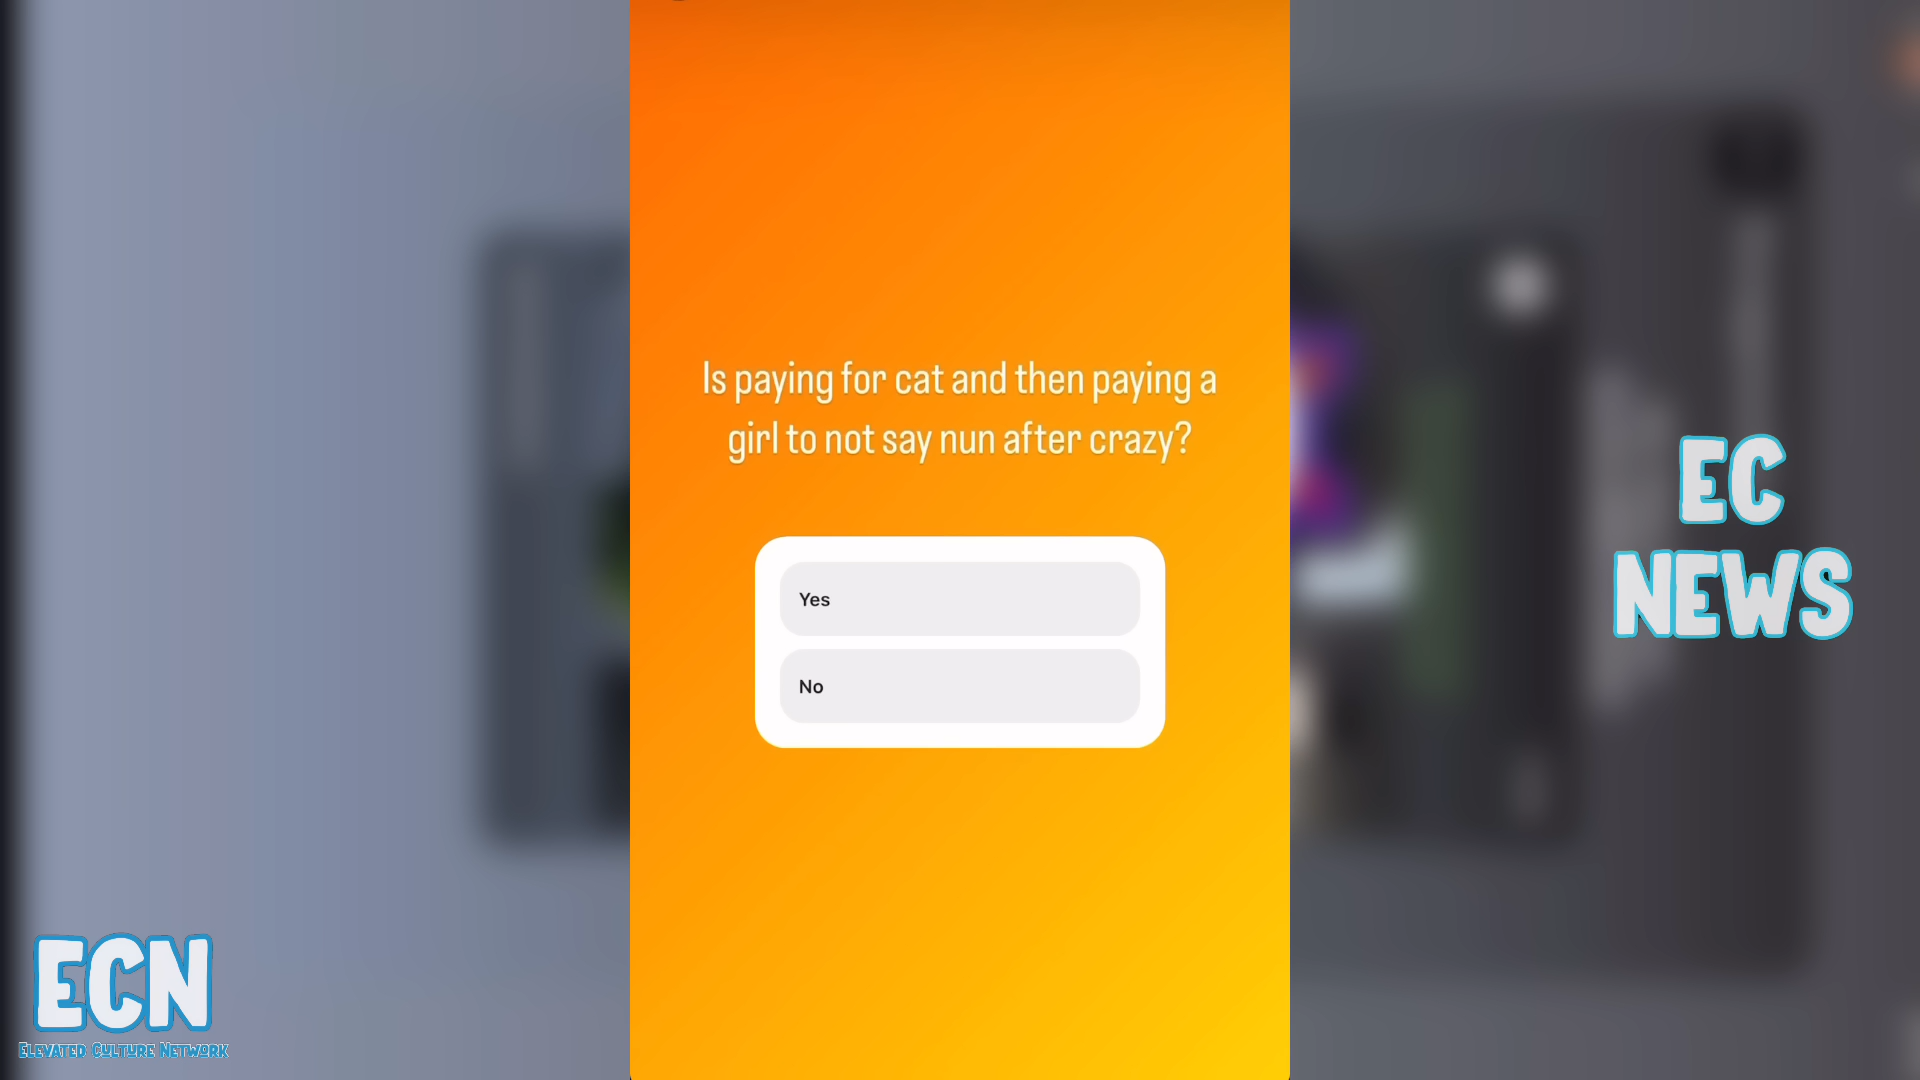 Is paying for cat and then paying a
girl to not say nun after crazy?
Yes
No
EC
NEWS
ECN
Elevated Culture Network